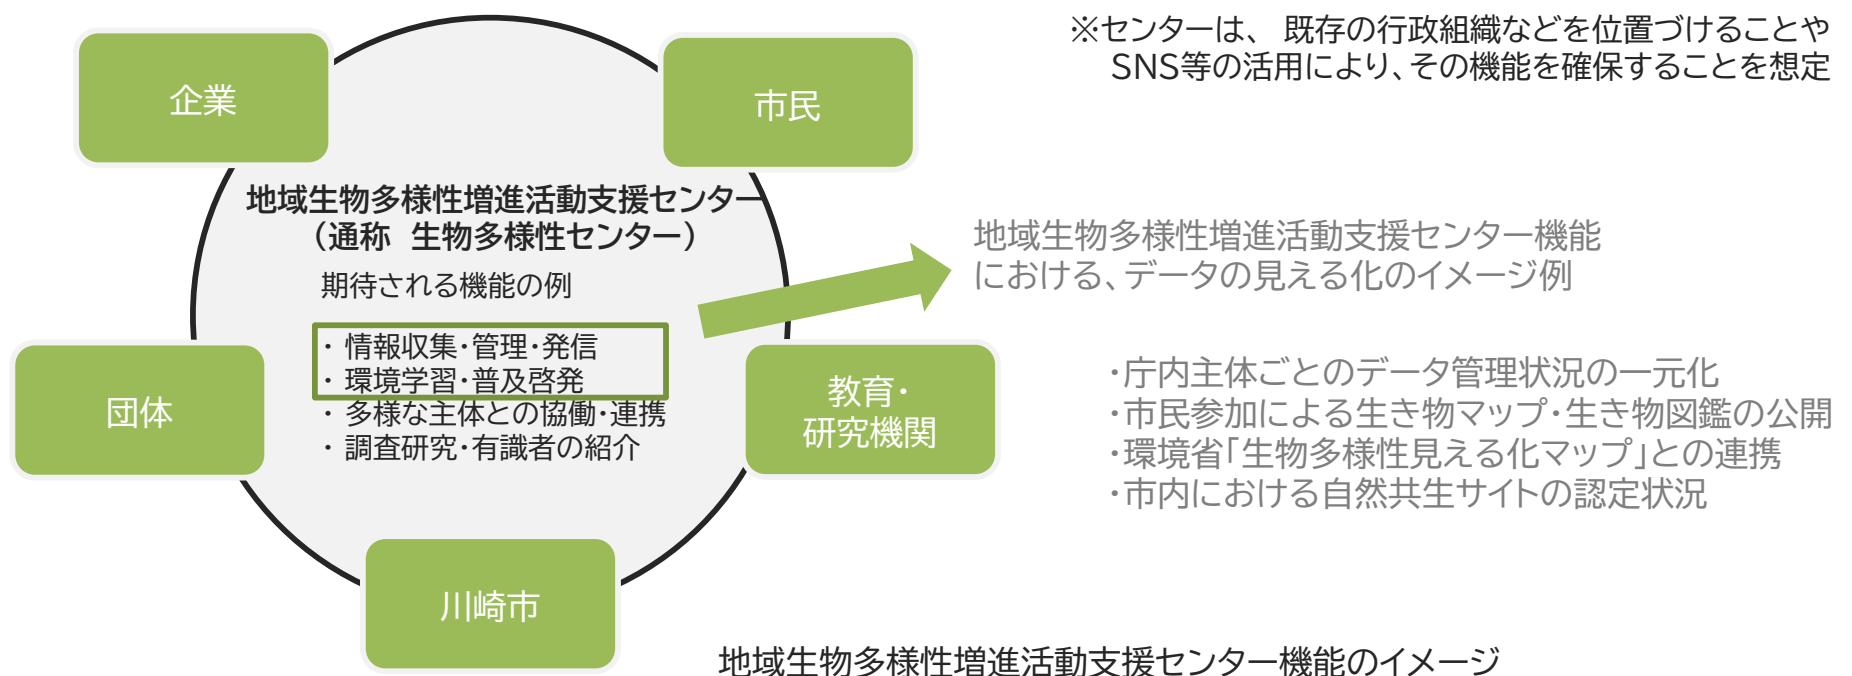 ※センターは、 既存の行政組織などを位置づけることや
SNS等の活用により、その機能を確保することを想定
企業
市民
地域生物多様性増進活動支援センター
（通称 生物多様性センター）
期待される機能の例
・ 情報収集・管理・発信
・ 環境学習・普及啓発
・ 多様な主体との協働・連携
・ 調査研究・有識者の紹介
団体
教育・
研究機関
川崎市
地域生物多様性増進活動支援センター機能
における、データの見える化のイメージ例
・庁内主体ごとのデータ管理状況の一元化
・市民参加による生き物マップ・生き物図鑑の公開
・環境省「生物多様性見える化マップ」との連携
・市内における自然共生サイトの認定状況
地域生物多様性増進活動支援センター機能のイメージ